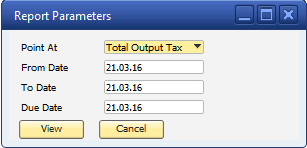 Report Parameters
Point At Total Output Tax
From Date 21.03.16
To Date 21.03.16
Due Date 21.03.16
View Cancel